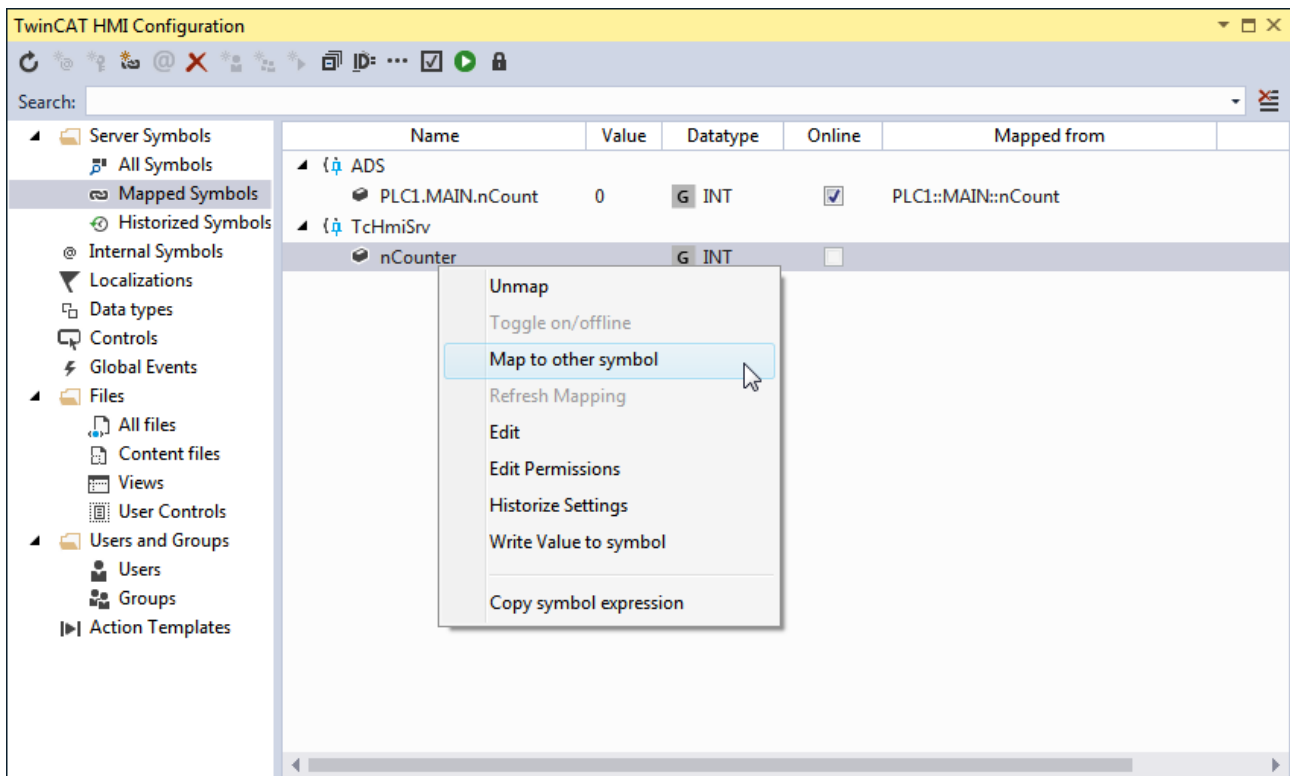 TwinCAT HMI Configuration
Search:
Server Symbols
All Symbols
Mapped Symbols
Historized Symbols
Internal Symbols
Localizations
Data types
Controls
Global Events
Files
All files
Content files
Views
User Controls
Users and Groups
Users
Groups
Action Templates
Name Value Datatype Online Mapped from
ADS
PLC1.MAIN.nCount 0 G INT PLC1::MAIN::nCount
TcHmiSrv
nCounter G INT
Unmap
Toggle on/offline
Map to other symbol
Refresh Mapping
Edit
Edit Permissions
Historize Settings
Write Value to symbol
Copy symbol expression